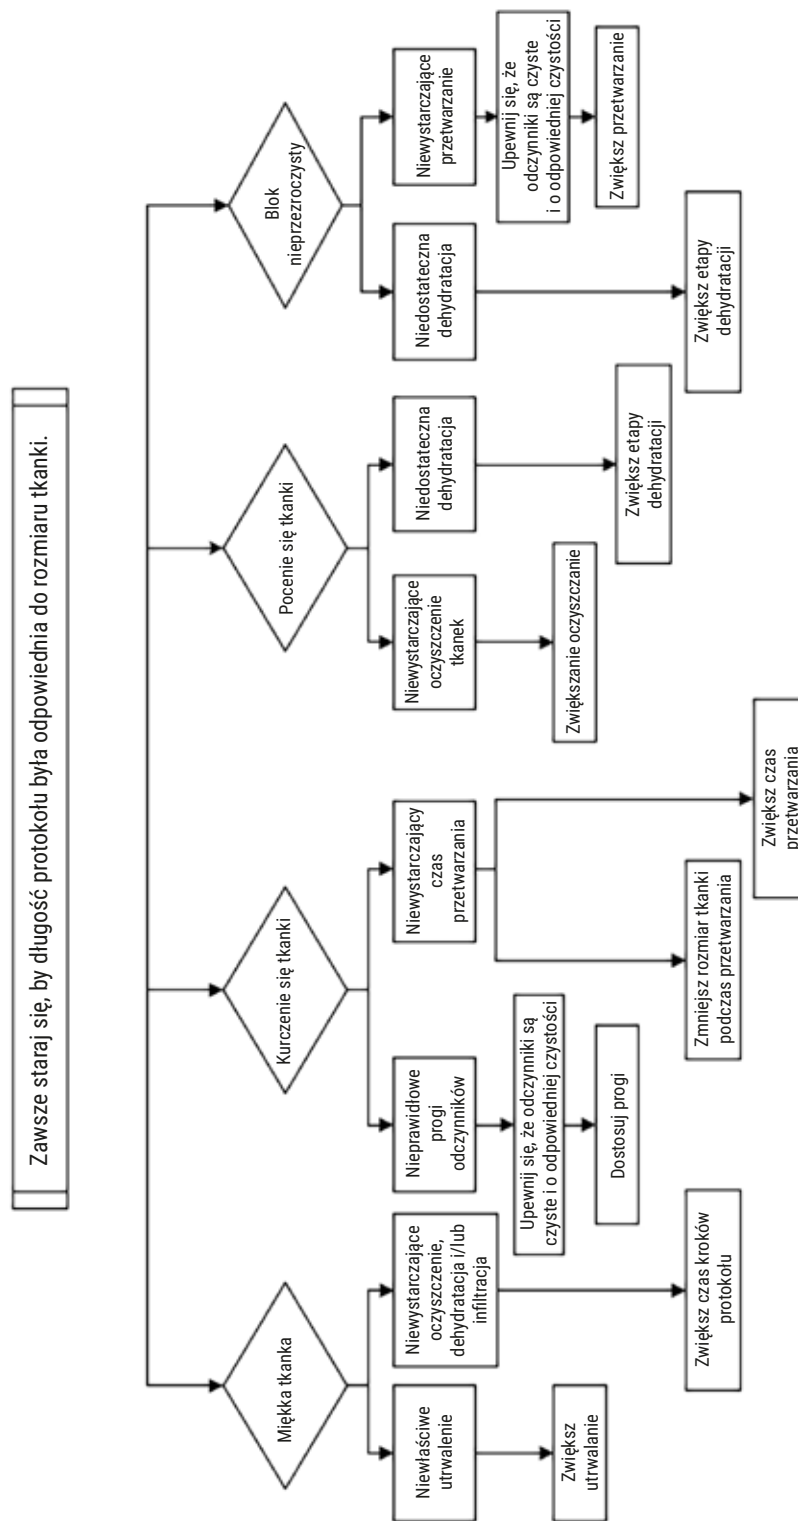 Zawsze staraj się, by długość protokołu była odpowiednia do rozmiaru tkanki.
Miękka tkanka
Niewłaściwe
utrwalenie
Zwiększ
utrwalanie
Niewystarczające
oczyszczenie,
dehydratacja i/lub
infiltracja
Zwiększ czas kroków
protokołu
Kurczenie się tkanki
Nieprawidłowe
progi
odczynników
Upewnij się, że odczynniki są
czyste i o odpowiedniej czystości
Dostosuj progi
Niewystarczający
czas
przetwarzania
Zmniejsz rozmiar tkanki
podczas przetwarzania
Zwiększ czas
przetwarzania
Pocenie się tkanki
Niewystarczające
oczyszczenie
tkanek
Zwiększanie oczyszczanie
Niedostateczna
dehydratacja
Zwiększ etapy
dehydratacji
Blok
nieprzezroczysty
Niedostateczna
dehydratacja
Zwiększ etapy
dehydratacji
Niewystarczające
przetwarzanie
Upewnij się, że
odczynniki są czyste
i o odpowiedniej czystości
Zwiększ przetwarzanie